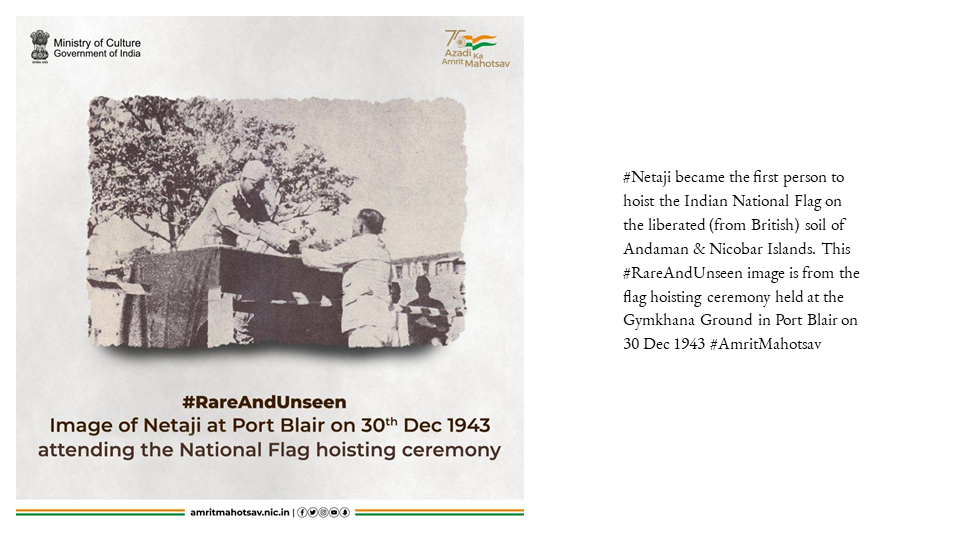 Ministry of Culture
Government of India
75
Azadi Ka
Amrit Mahotsav
#RareAndUnseen
Image of Netaji at Port Blair on 30th Dec 1943
attending the National Flag hoisting ceremony
amritmahotsav.nic.in |
#Netaji became the first person to
hoist the Indian National Flag on
the liberated (from British) soil of
Andaman & Nicobar Islands. This
#RareAndUnseen image is from the
flag hoisting ceremony held at the
Gymkhana Ground in Port Blair on
30 Dec 1943 #AmritMahotsav